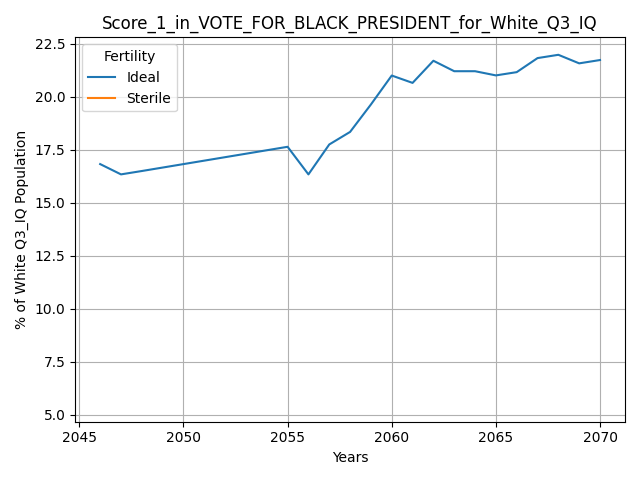 Score_1_in_VOTE_FOR_BLACK_PRESIDENT_for_White_Q3_IQ
Fertility
Ideal
Sterile
% of White Q3_IQ Population
22.5
20.0
17.5
15.0
12.5
10.0
7.5
5.0
2045 2050 2055 2060 2065 2070
Years